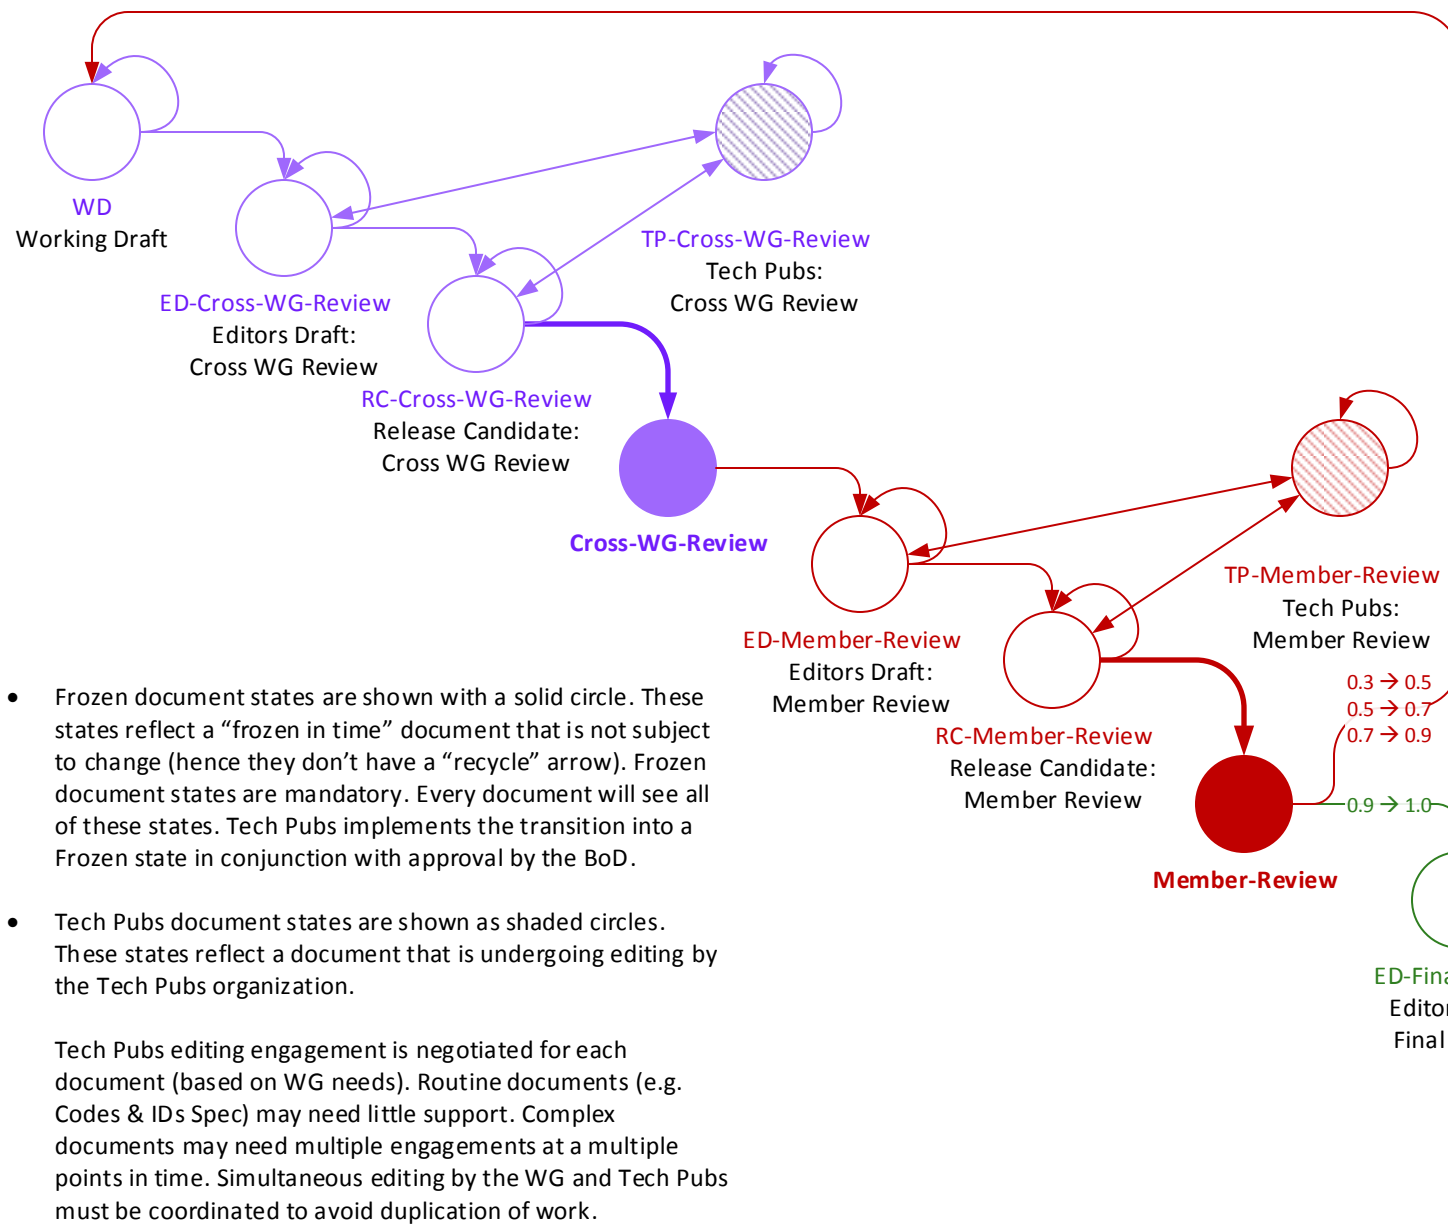 WD
Working Draft
ED-Cross-WG-Review
Editors Draft:
Cross WG Review
TP-Cross-WG-Review
Tech Pubs:
Cross WG Review
RC-Cross-WG-Review
Release Candidate:
Cross WG Review
Cross-WG-Review
TP-Member-Review
Tech Pubs:
Member Review
ED-Member-Review
Editors Draft:
Member Review
RC-Member-Review
Release Candidate:
Member Review
0.3 → 0.5
0.5 → 0.7
0.7 → 0.9
0.9 → 1.0
Member-Review
ED-Fina
Editor
Final
• Frozen document states are shown with a solid circle. These
states reflect a “frozen in time” document that is not subject
to change (hence they don’t have a “recycle” arrow). Frozen
document states are mandatory. Every document will see all
of these states. Tech Pubs implements the transition into a
Frozen state in conjunction with approval by the BoD.
• Tech Pubs document states are shown as shaded circles.
These states reflect a document that is undergoing editing by
the Tech Pubs organization.
Tech Pubs editing engagement is negotiated for each
document (based on WG needs). Routine documents (e.g.
Codes & IDs Spec) may need little support. Complex
documents may need multiple engagements at a multiple
points in time. Simultaneous editing by the WG and Tech Pubs
must be coordinated to avoid duplication of work.